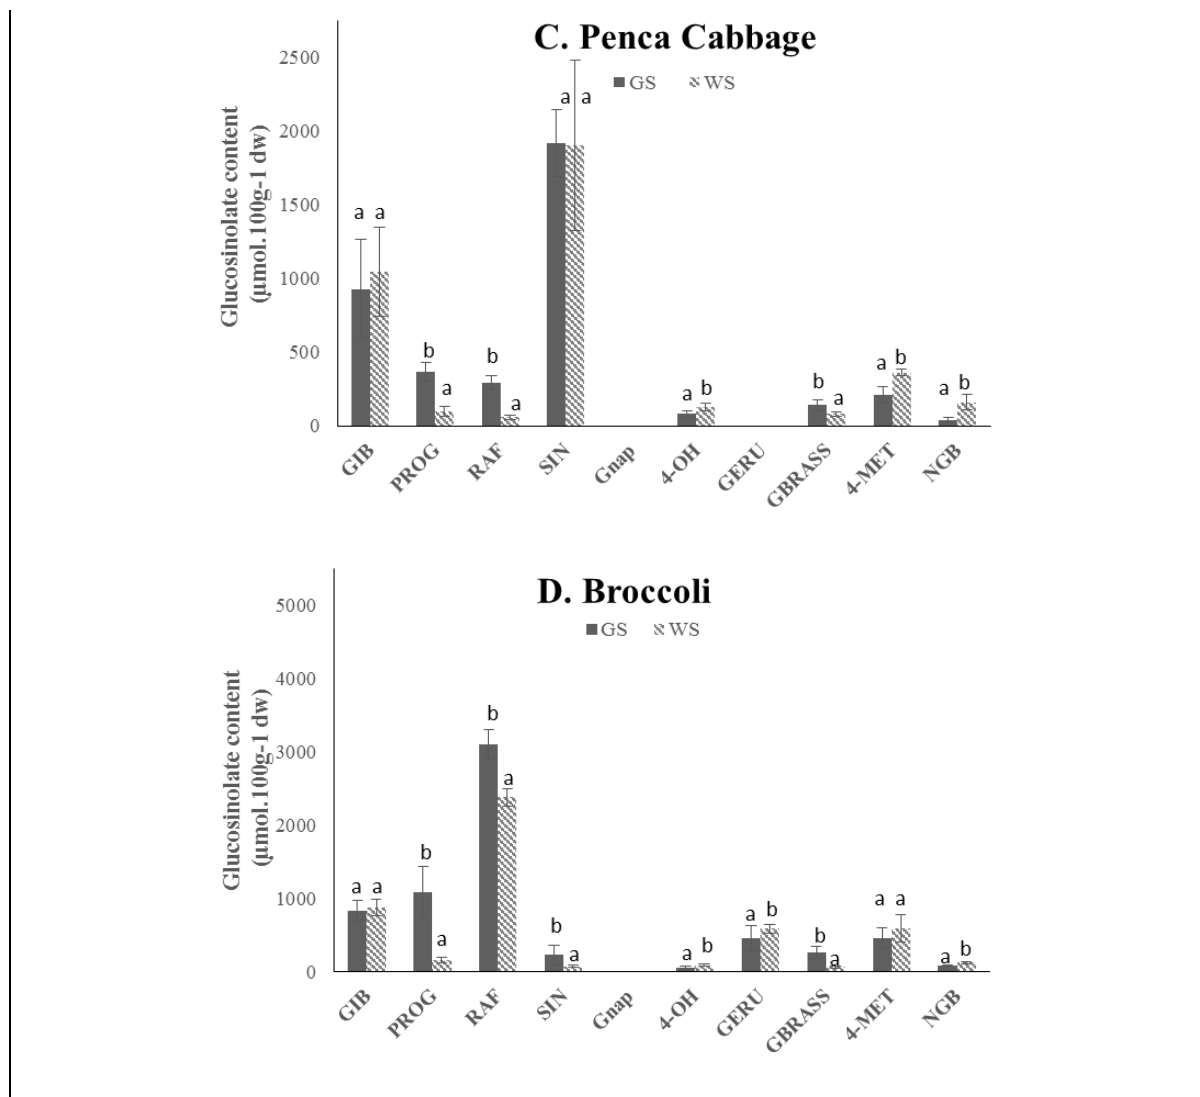 C. Penca Cabbage
GS WS
Glucosinolate content
(µmol.100g-1 dw)
2500
2000
1500
1000
500
0
a a
b a
b a
a a
a b
b a
a b
a b
GIB PROG RAF SIN Gnap 4-OH GERU GBRASS 4-MET NGB
D. Broccoli
GS WS
Glucosinolate content
(µmol.100g-1 dw)
5000
4000
3000
2000
1000
0
a a
b a
b a
b a
a b
a b
b a
a a
a b
GIB PROG RAF SIN Gnap 4-OH GERU GBRASS 4-MET NGB